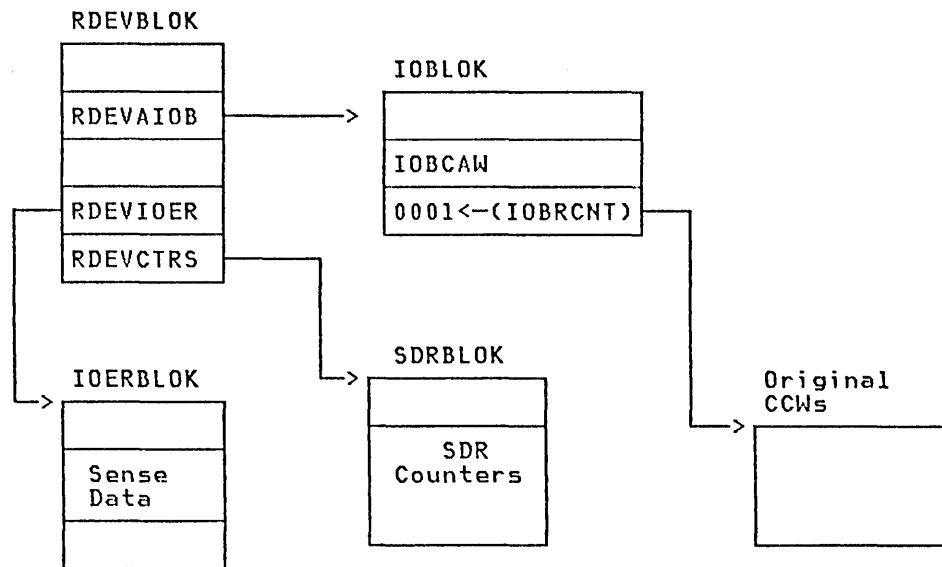 RDEVBLOK
RDEVAIOB
RDEVIOER
RDEVCTRS
IOBLOK
IOBCAW
0001<-(IOBRCNT)
IOERBLOK
Sense
Data
SDRBLOK
SDR
Counters
Original
CCWs